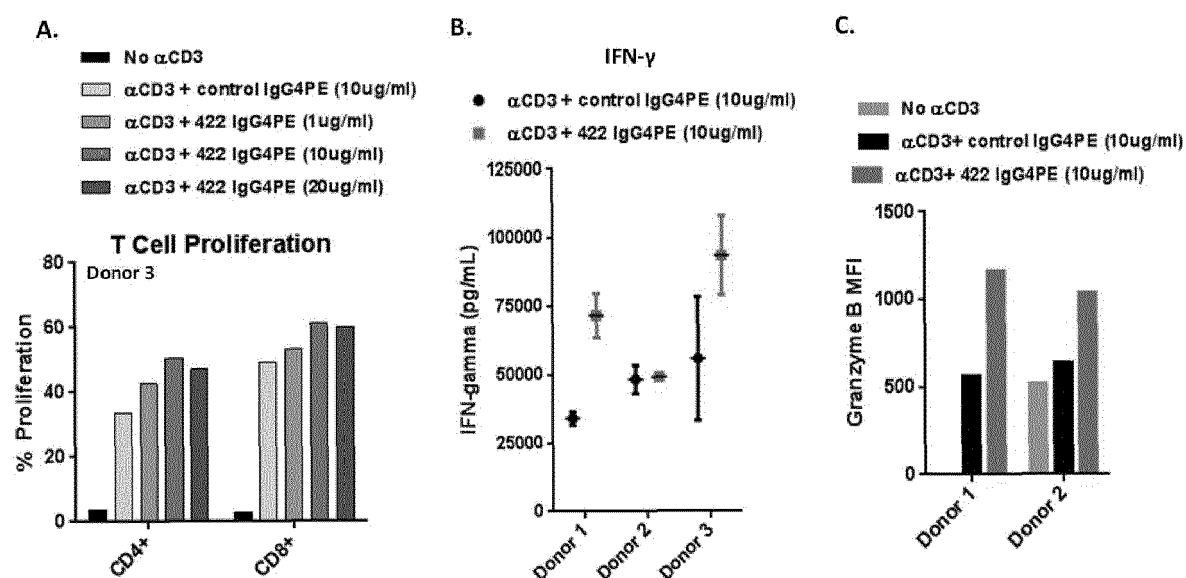 A.
No αCD3
αCD3 + control IgG4PE (10ug/ml)
αCD3 + 422 IgG4PE (1ug/ml)
αCD3 + 422 IgG4PE (10ug/ml)
αCD3 + 422 IgG4PE (20ug/ml)
T Cell Proliferation
Donor 3
% Proliferation
80
60
40
20
0
CD4+
CD8+
B.
IFN-γ
αCD3 + control IgG4PE (10ug/ml)
αCD3 + 422 IgG4PE (10ug/ml)
IFN-gamma (pg/mL)
125000
100000
75000
50000
25000
0
Donor 1
Donor 2
Donor 3
C.
No αCD3
αCD3+ control IgG4PE (10ug/ml)
αCD3+ 422 IgG4PE (10ug/ml)
Granzyme B MFI
1500
1000
500
0
Donor 1
Donor 2